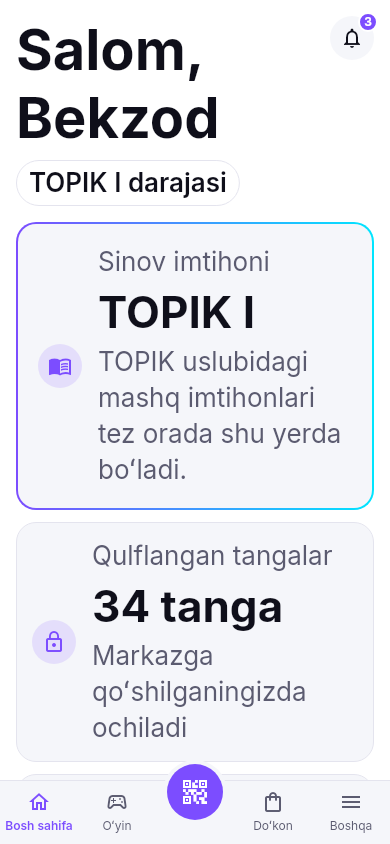 Salom,
Bekzod
3
TOPIK I darajasi
Sinov imtihoni
TOPIK I
TOPIK uslubidagi
mashq imtihonlari
tez orada shu yerda
boʻladi.
Qulflangan tangalar
34 tanga
Markazga
qoʻshilganingizda
ochiladi
Bosh sahifa
Oʻyin
Doʻkon
Boshqa